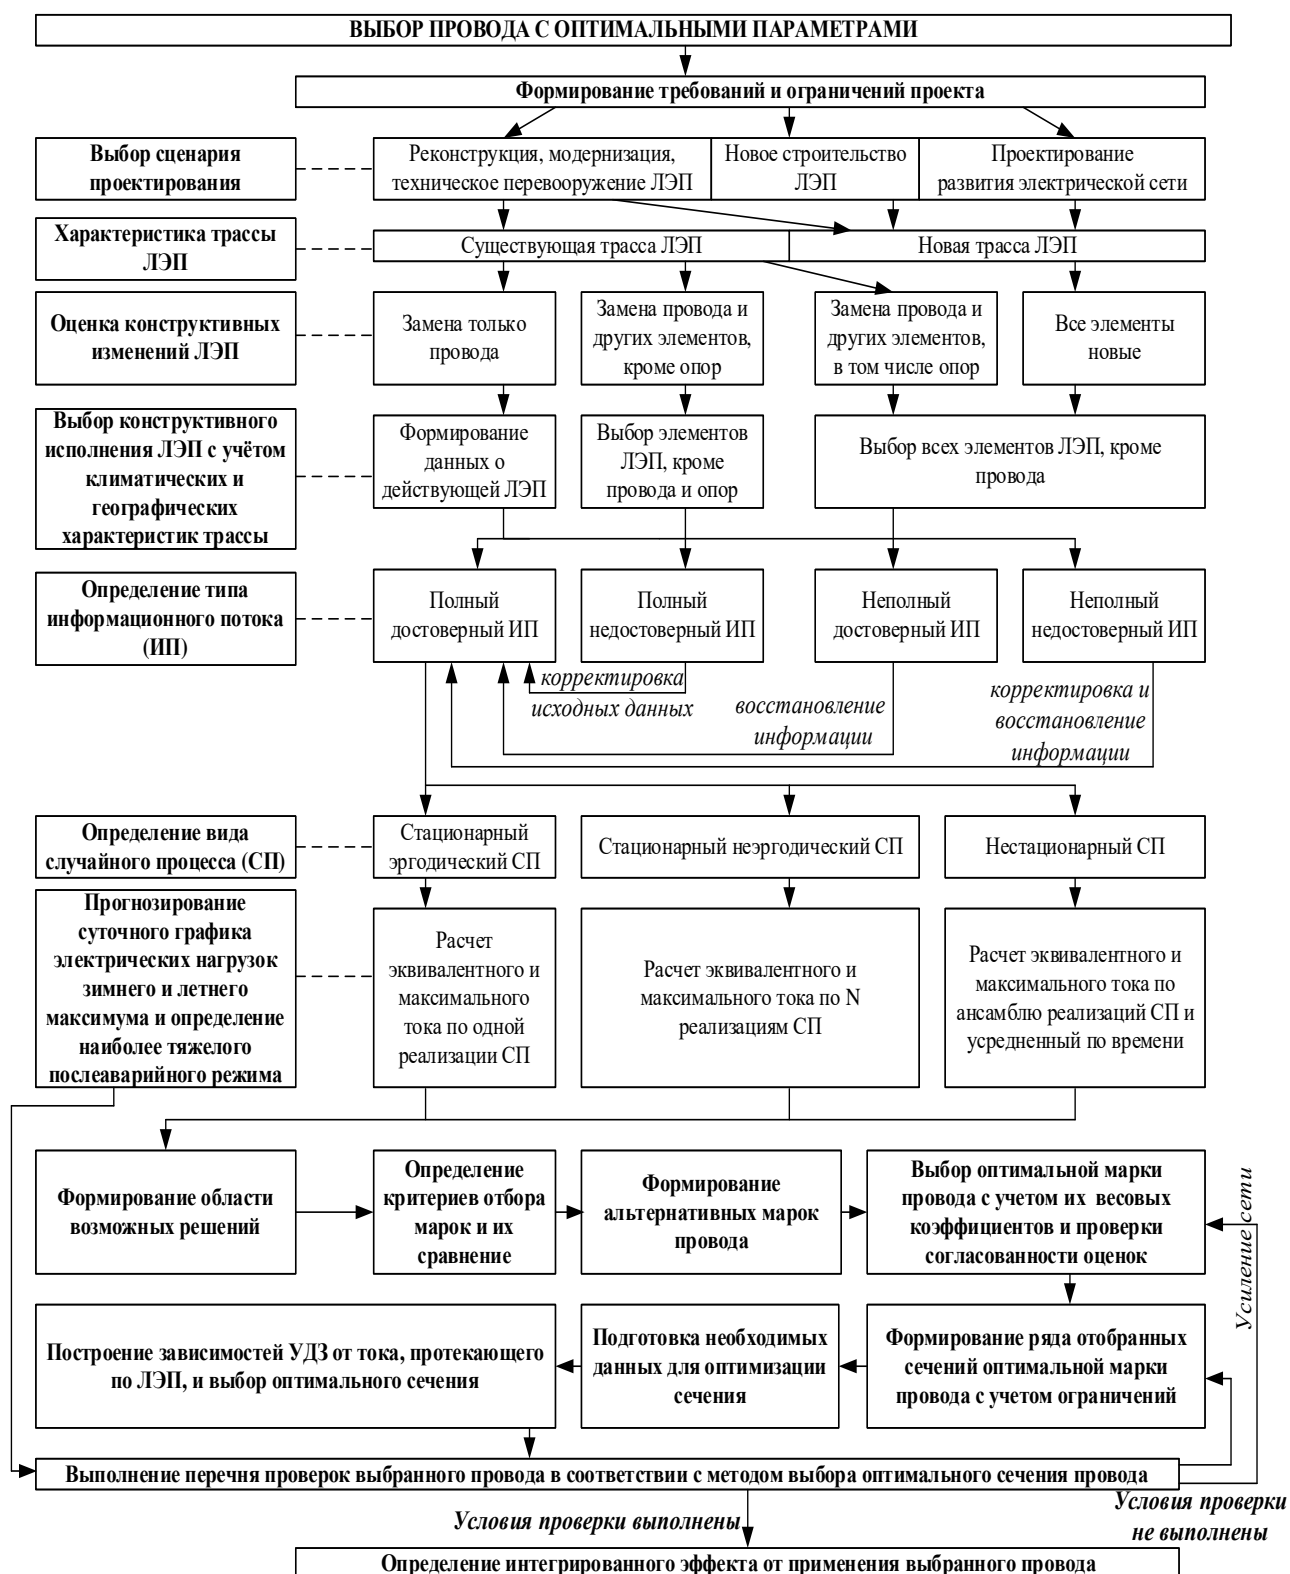 ВЫБОР ПРОВОДА С ОПТИМАЛЬНЫМИ ПАРАМЕТРАМИ
Формирование требований и ограничений проекта
Выбор сценария
проектирования
Реконструкция, модернизация,
техническое перевооружение ЛЭП
Новое строительство
ЛЭП
Проектирование
развития электрической сети
Характеристика трассы
ЛЭП
Существующая трасса ЛЭП
Новая трасса ЛЭП
Оценка конструктивных
изменений ЛЭП
Замена только
провода
Замена провода и
других элементов,
кроме опор
Замена провода и
других элементов,
в том числе опор
Все элементы
новые
Выбор конструктивного
исполнения ЛЭП с учётом
климатических и
географических
характеристик трассы
Формирование
данных о
действующей ЛЭП
Выбор элементов
ЛЭП, кроме
провода и опор
Выбор всех элементов ЛЭП, кроме
провода
Определение типа
информационного потока
(ИП)
Полный
достоверный ИП
Полный
недостоверный ИП
Неполный
достоверный ИП
Неполный
недостоверный ИП
корректировка
исходных данных
восстановление
информации
корректировка и
восстановление
информации
Определение вида
случайного процесса (СП)
Стационарный
эргодический СП
Стационарный неэргодический СП
Нестационарный СП
Прогнозирование
суточного графика
электрических нагрузок
зимнего и летнего
максимума и определение
наиболее тяжелого
послеаварийного режима
Расчет
эквивалентного и
максимального
тока по одной
реализации СП
Расчет эквивалентного и
максимального тока по N
реализациям СП
Расчет эквивалентного и
максимального тока по
ансамблю реализаций СП и
усредненный по времени
Формирование области
возможных решений
Определение
критериев отбора
марок и их
сравнение
Формирование
альтернативных марок
провода
Выбор оптимальной марки
провода с учетом их весовых
коэффициентов и проверки
согласованности оценок
Усиление сети
Построение зависимостей УДЗ от тока, протекающего
по ЛЭП, и выбор оптимального сечения
Подготовка необходимых
данных для оптимизации
сечения
Формирование ряда отобранных
сечений оптимальной марки
провода с учетом ограничений
Выполнение перечня проверок выбранного провода в соответствии с методом выбора оптимального сечения провода
Условия проверки выполнены
Условия проверки
не выполнены
Определение интегрированного эффекта от применения выбранного провода